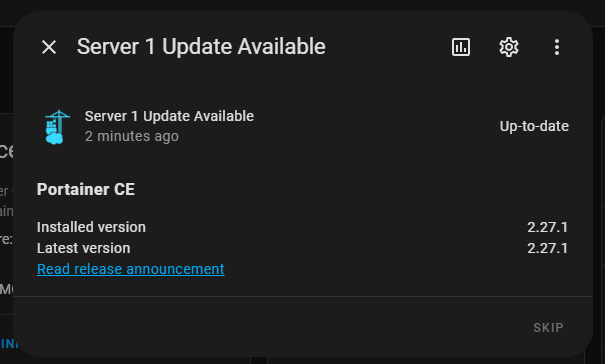 Server 1 Update Available
Server 1 Update Available
2 minutes ago
Up-to-date
Portainer CE
Installed version 2.27.1
Latest version 2.27.1
Read release announcement
SKIP